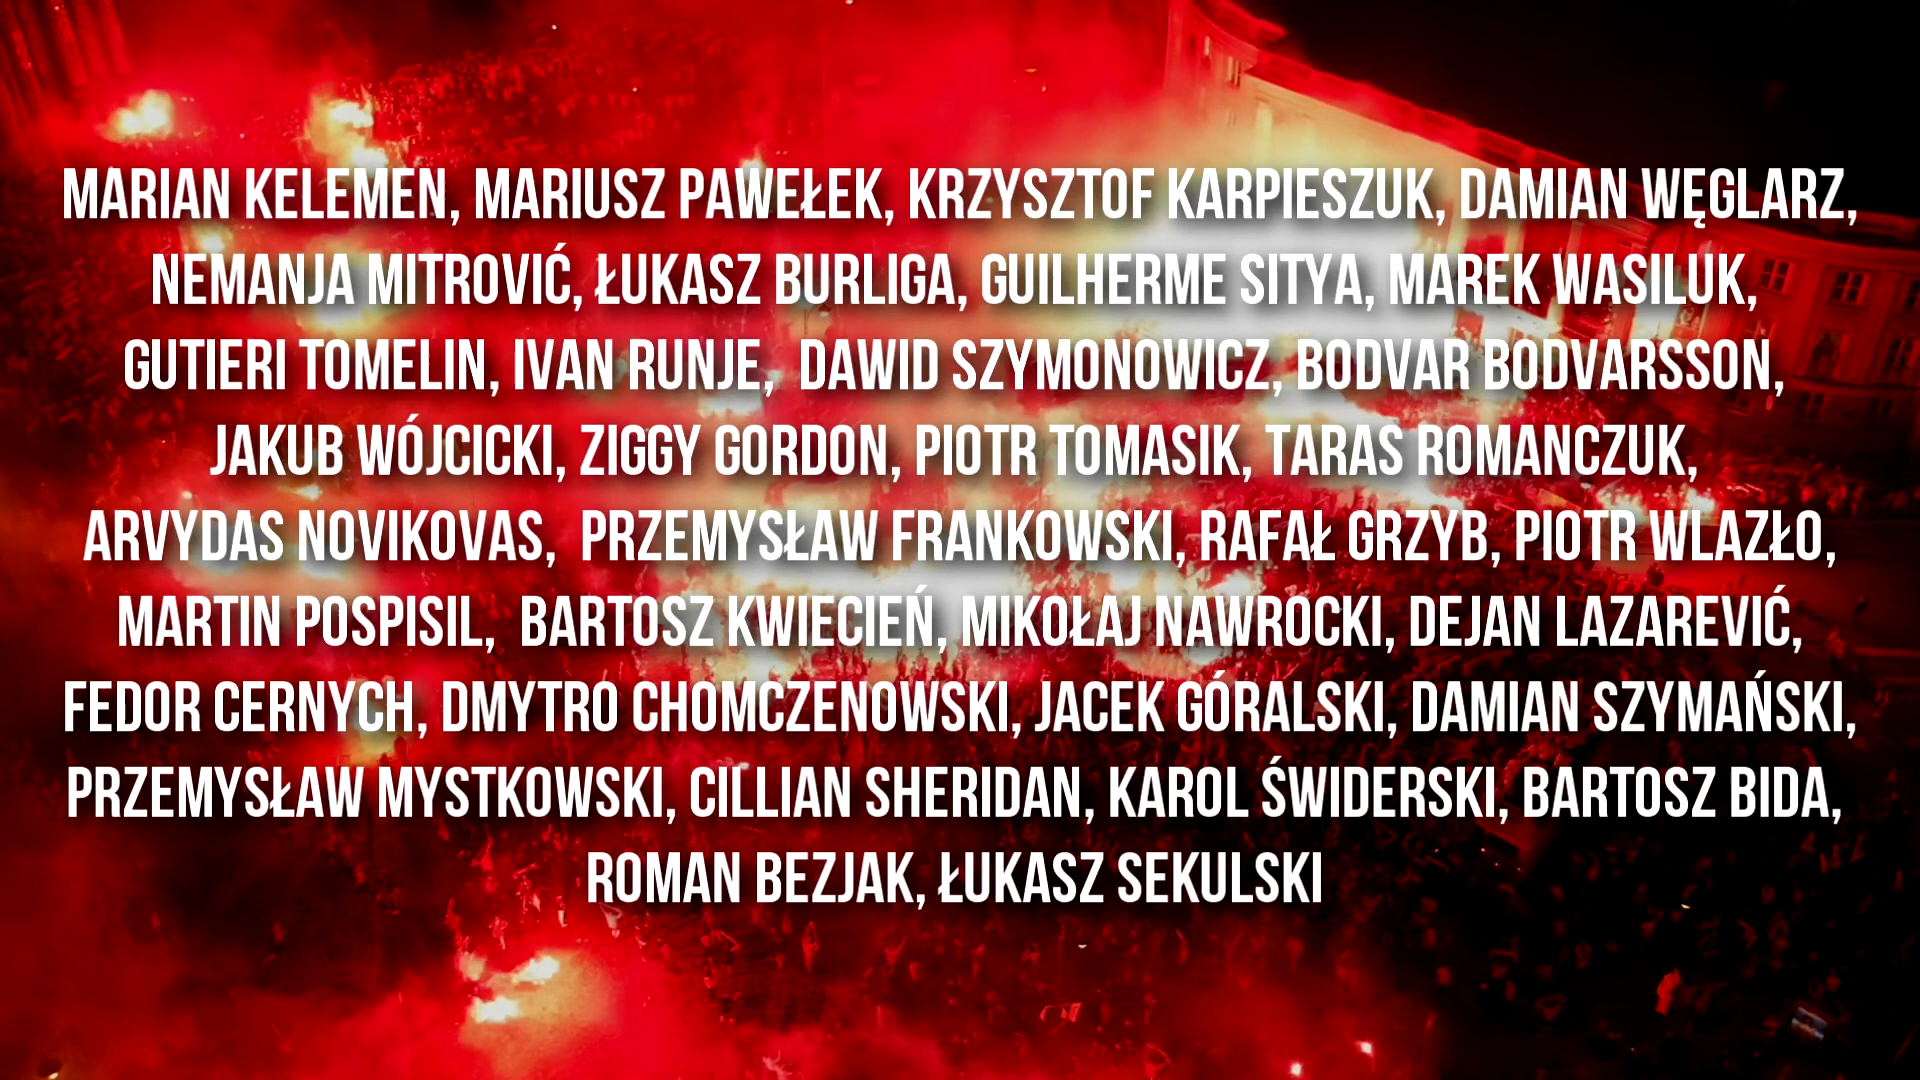 MARIAN KELEMEN, MARIUSZ PAWEŁEK, KRZYSZTOF KARPIESZUK, DAMIAN WĘGLARZ,
NEMANJA MITROVIĆ, ŁUKASZ BURLIGA, GUILHERME SITYA, MAREK WASILUK,
GUTIERI TOMELIN, IVAN RUNJE, DAWID SZYMONOWICZ, BODVAR BODVARSSON,
JAKUB WÓJCICKI, ZIGGY GORDON, PIOTR TOMASIK, TARAS ROMANCZUK,
ARVYDAS NOVIKOVAS, PRZEMYSŁAW FRANKOWSKI, RAFAŁ GRZYB, PIOTR WLAZŁO,
MARTIN POSPISIL, BARTOSZ KWIECIEŃ, MIKOŁAJ NAWROCKI, DEJAN LAZAREVIĆ,
FEDOR CERNYCH, DMYTRO CHOMCZENOWSKI, JACEK GÓRALSKI, DAMIAN SZYMAŃSKI,
PRZEMYSŁAW MYSTKOWSKI, CILLIAN SHERIDAN, KAROL ŚWIDERSKI, BARTOSZ BIDA,
ROMAN BEZJAK, ŁUKASZ SEKULSKI